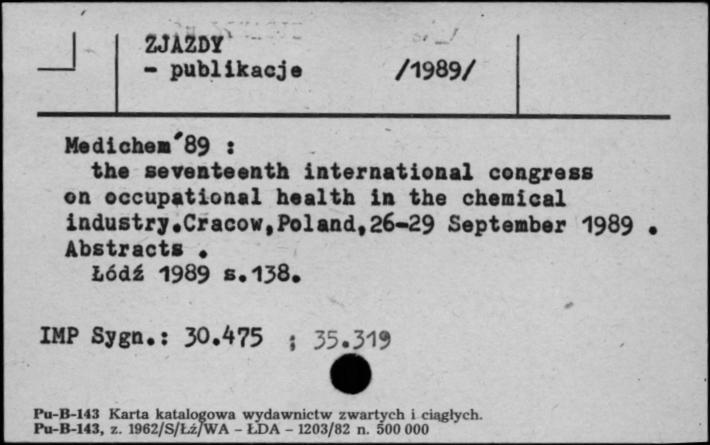 ZJAZDY
- publikacje /1989/
Medichem´89 :
the seventeenth international congress
on occupational health in the chemical
industry.Cracow,Poland,26-29 September 1989 .
Abstracts .
Łódź 1989 s.138.
IMP Sygn.: 30.475 ; 35.319
Pu-B-143 Karta katalogowa wydawnictw zwartych i ciągłych.
Pu-B-143, z. 1962/S/Łź/WA - ŁDA - 1203/82 n. 500 000